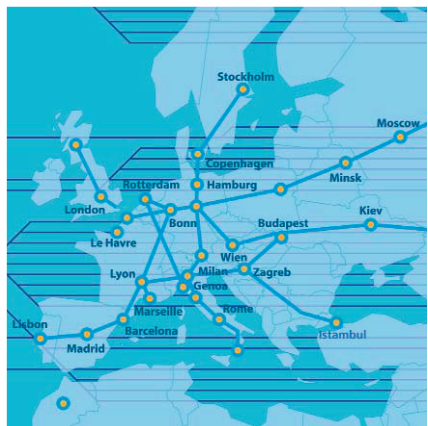 Stockholm
Moscow
Copenhagen
Minsk
Rotterdam
Hamburg
London
Kiev
Budapest
Bonn
Le Havre
Wien
Lyon
Milan
Zagreb
Genoa
Marseille
Rome
Lisbon
Barcelona
Istambul
Madrid